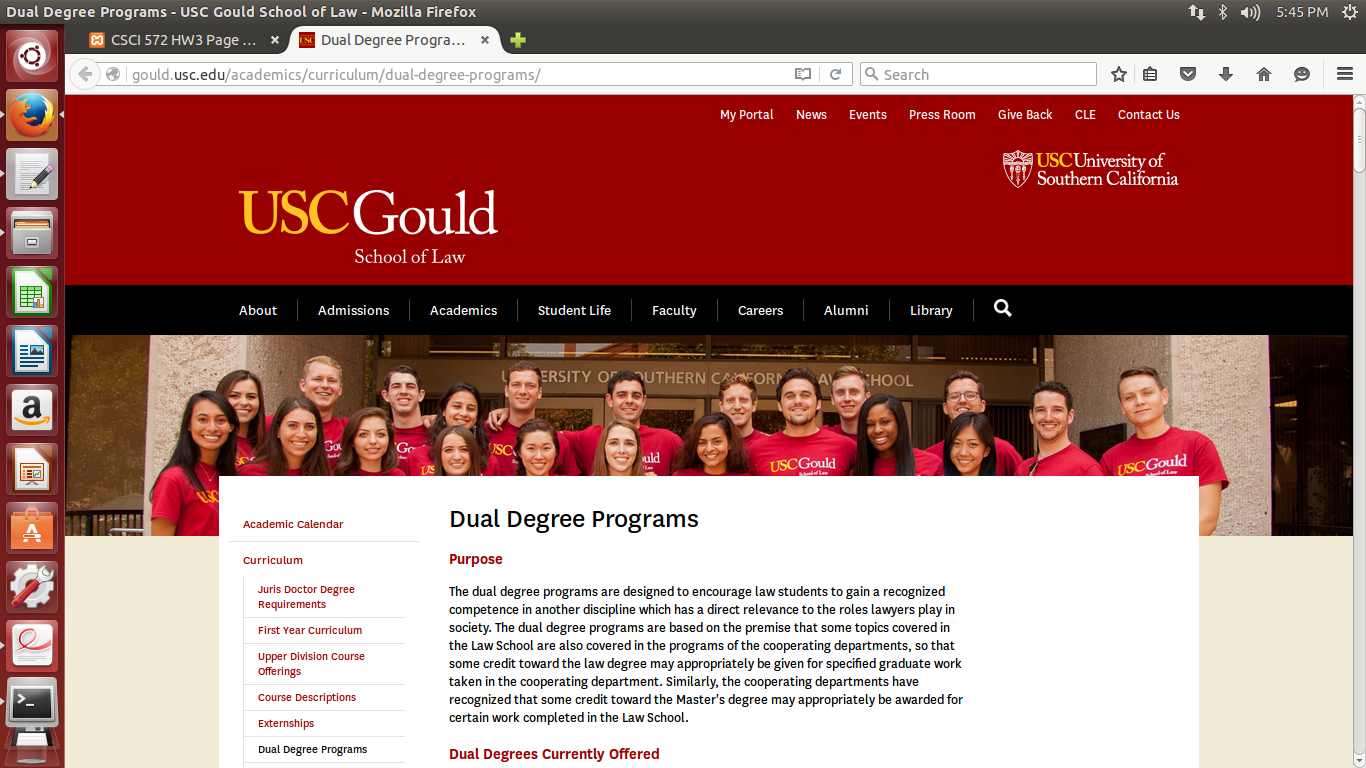 Dual Degree Programs - USC Gould School of Law - Mozilla Firefox
5:45 PM
CSCI 572 HW3 Page ...
Dual Degree Progra...
gould.usc.edu/academics/curriculum/dual-degree-programs/
Search
My Portal News Events Press Room Give Back CLE Contact Us
USC University of
Southern California
USC Gould
School of Law
About Admissions Academics Student Life Faculty Careers Alumni Library
UNIVERSITY OF SOUTHERN CALIFORNIA LAW SCHOOL
USC Gould
School of Law
USC Gould
School of Law
Academic Calendar
Curriculum
Juris Doctor Degree
Requirements
First Year Curriculum
Upper Division Course
Offerings
Course Descriptions
Externships
Dual Degree Programs
Dual Degree Programs
Purpose
The dual degree programs are designed to encourage law students to gain a recognized
competence in another discipline which has a direct relevance to the roles lawyers play in
society. The dual degree programs are based on the premise that some topics covered in
the Law School are also covered in the programs of the cooperating departments, so that
some credit toward the law degree may appropriately be given for specified graduate work
taken in the cooperating department. Similarly, the cooperating departments have
recognized that some credit toward the Master's degree may appropriately be awarded for
certain work completed in the Law School.
Dual Degrees Currently Offered